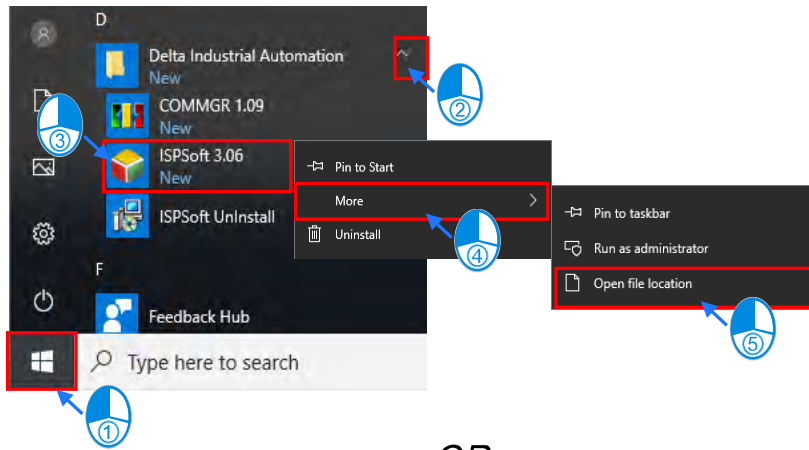 D
Delta Industrial Automation
New
②
COMMGR 1.09
New
③
ISPSoft 3.06
New
Pin to Start
More
④
Uninstall
ISPSoft UnInstall
Pin to taskbar
Run as administrator
Open file location
⑤
F
Feedback Hub
Type here to search
①
OR